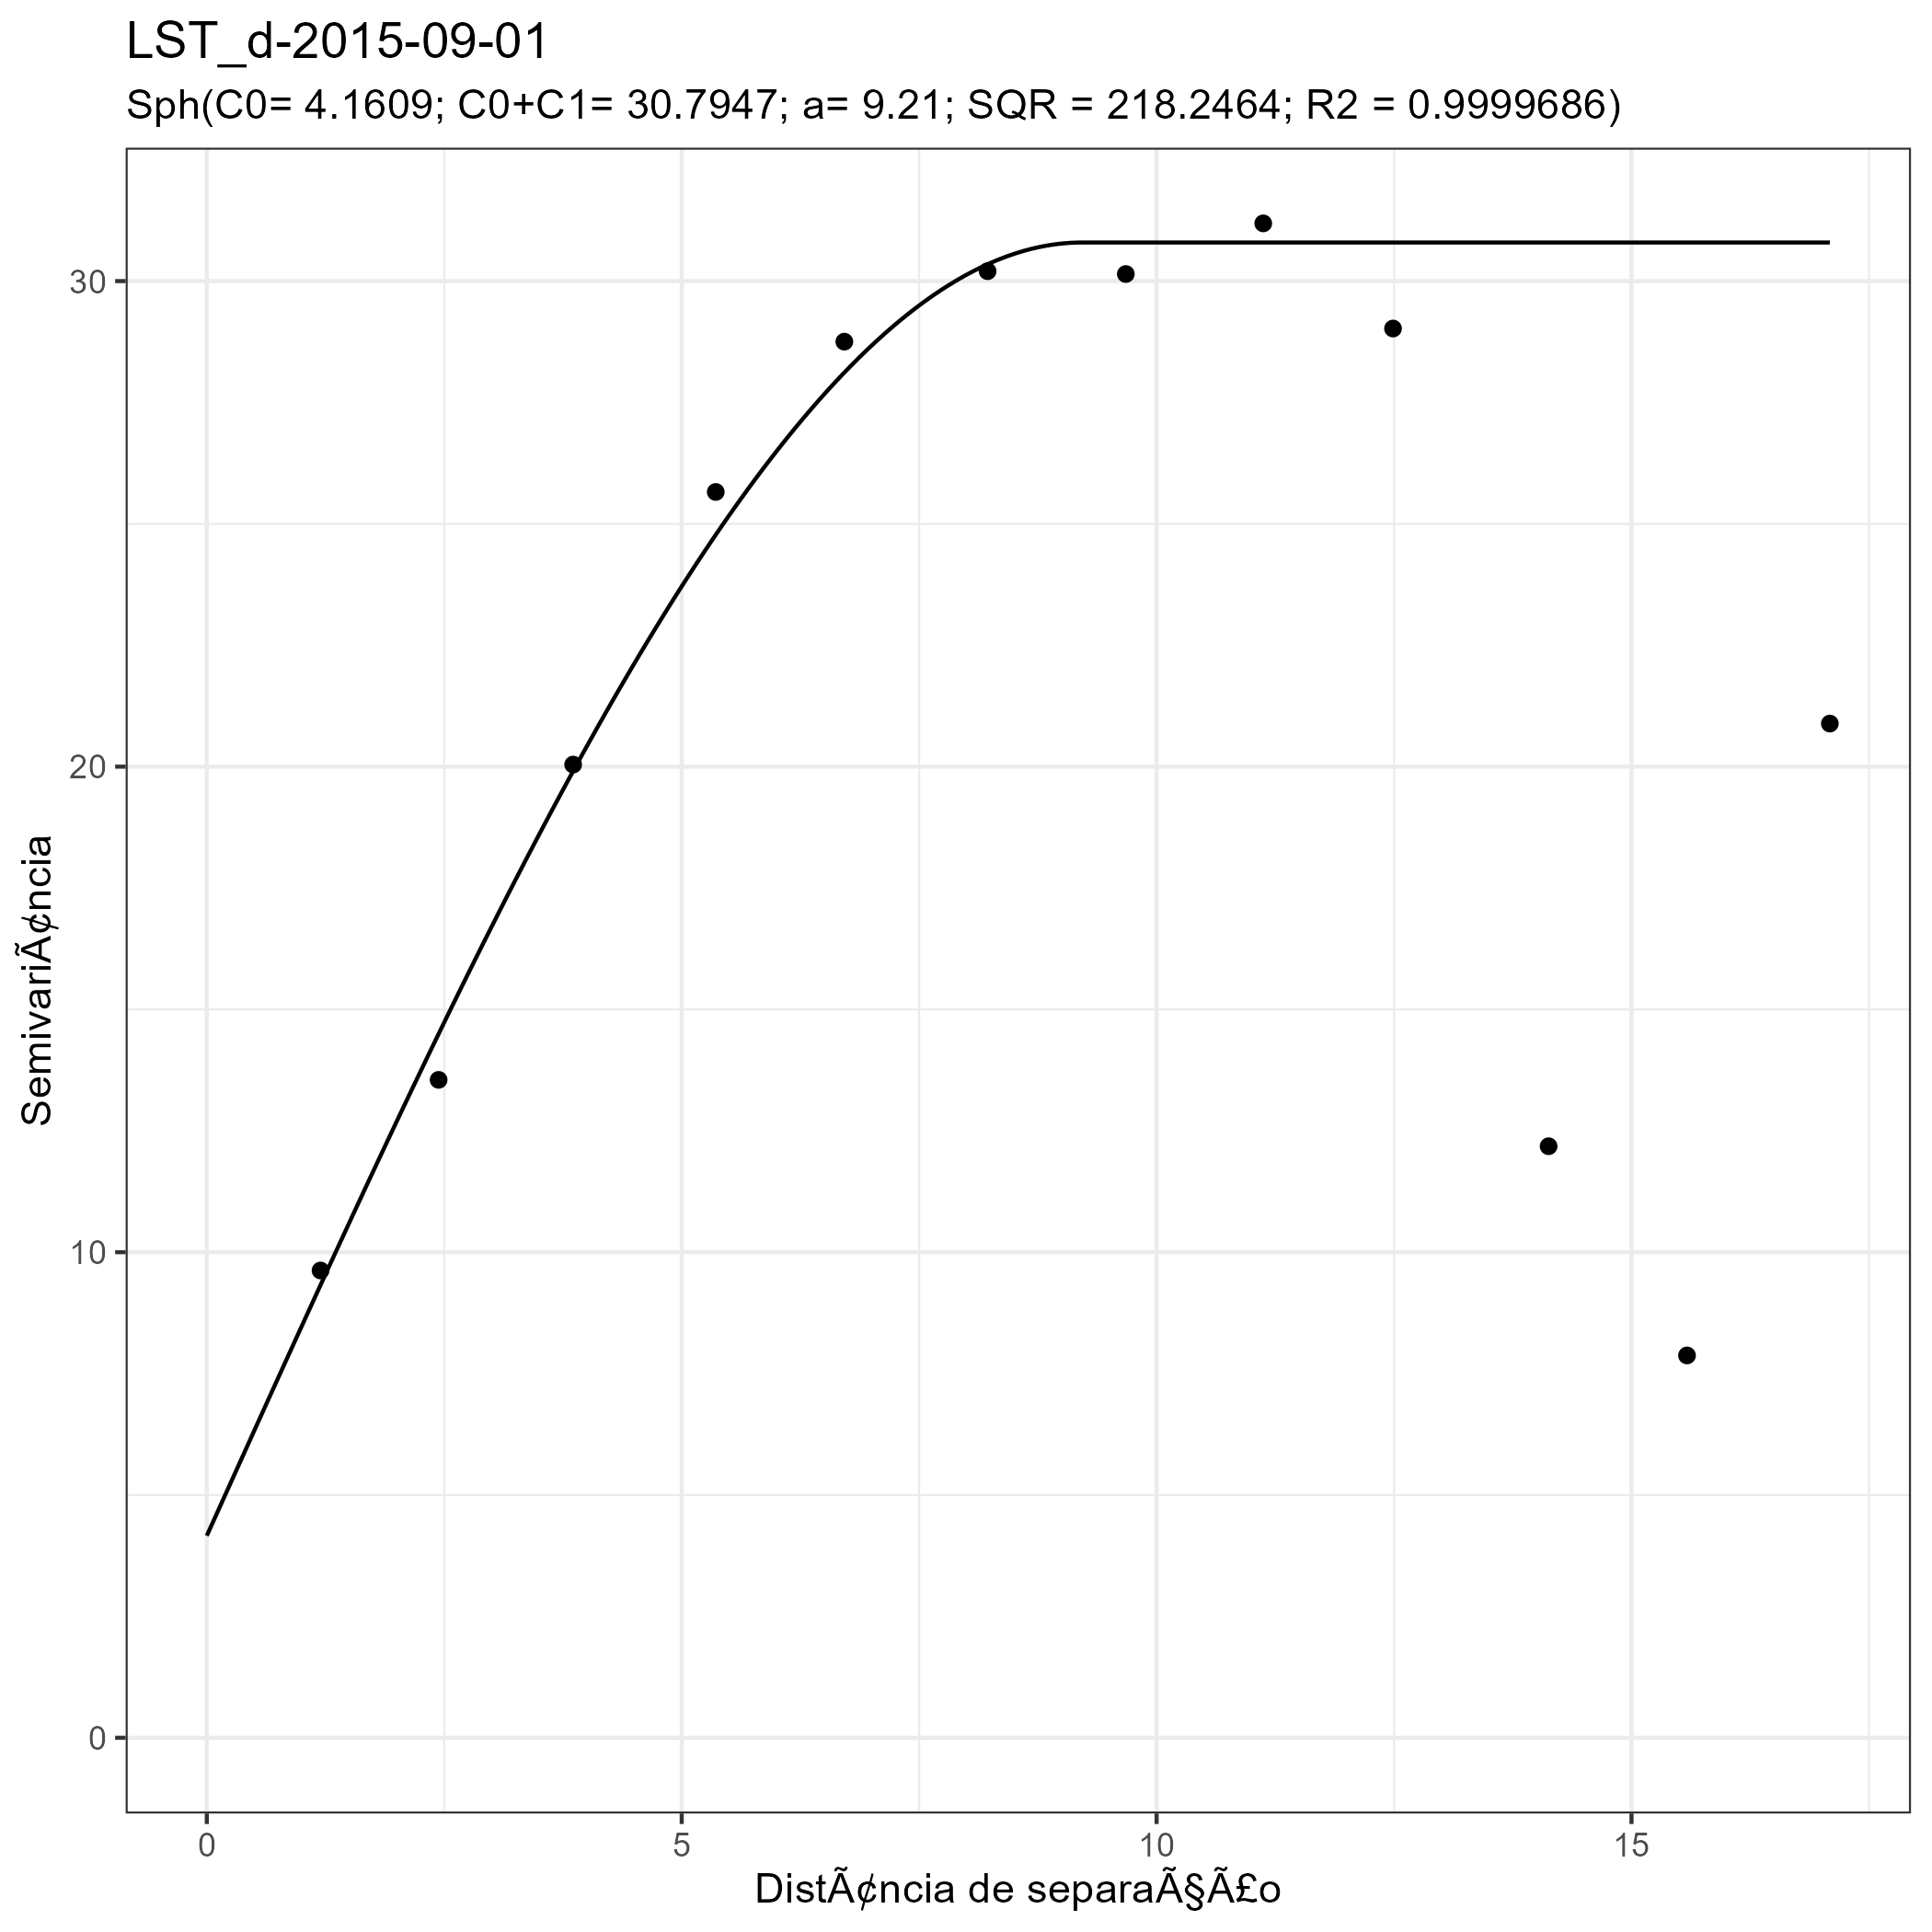 LST_d-2015-09-01
Sph(C0= 4.1609; C0+C1= 30.7947; a= 9.21; SQR = 218.2464; R2 = 0.9999686)
30
20
10
0
SemivariÃ¢ncia
0 5 10 15
DistÃ¢ncia de separaÃ§Ã£o